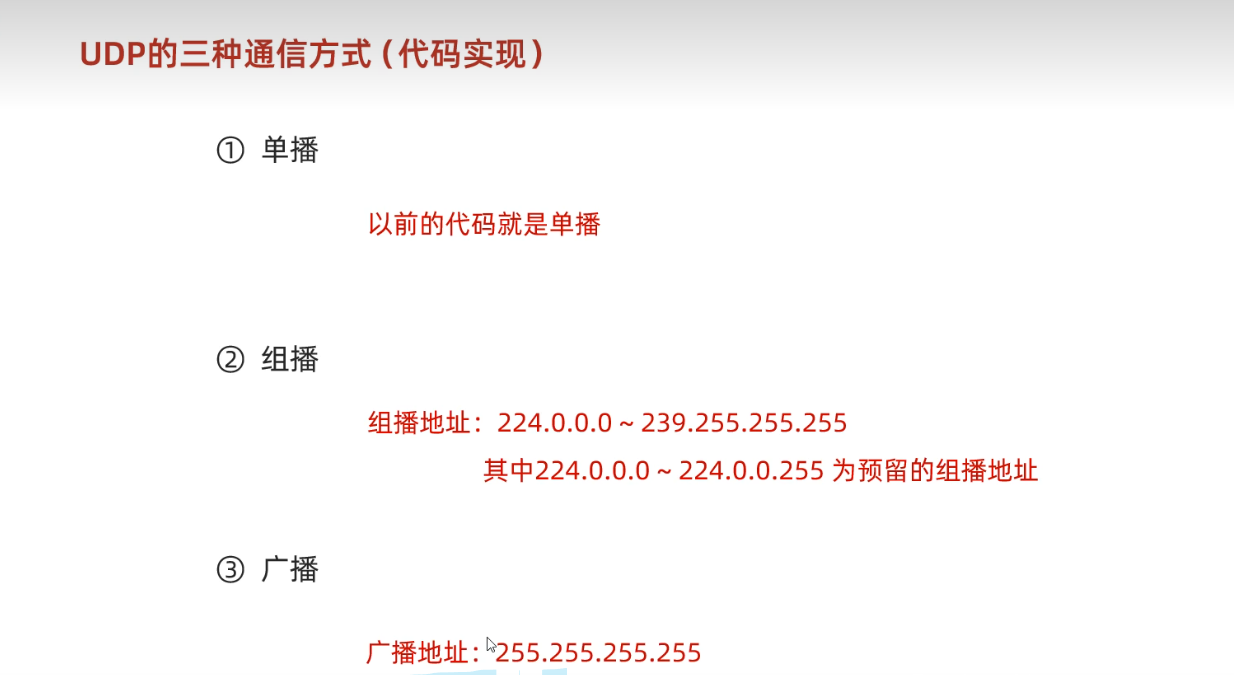 UDP的三种通信方式（代码实现）
① 单播
以前的代码就是单播
② 组播
组播地址：224.0.0.0 ~ 239.255.255.255
其中224.0.0.0 ~ 224.0.0.255 为预留的组播地址
③ 广播
广播地址：255.255.255.255